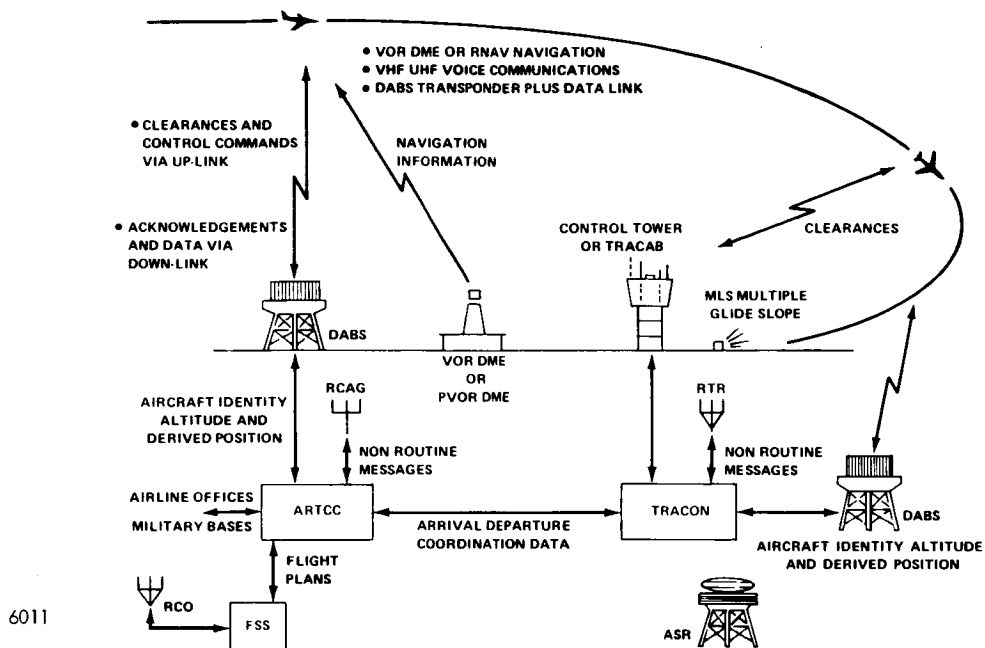 • VOR DME OR RNAV NAVIGATION
• VHF UHF VOICE COMMUNICATIONS
• DABS TRANSPONDER PLUS DATA LINK
• CLEARANCES AND
CONTROL COMMANDS
VIA UP-LINK
NAVIGATION
INFORMATION
• ACKNOWLEDGEMENTS
AND DATA VIA
DOWN-LINK
CONTROL TOWER
OR TRACAB
CLEARANCES
MLS MULTIPLE
GLIDE SLOPE
DABS
VOR DME
OR
PVOR DME
AIRCRAFT IDENTITY
ALTITUDE AND
DERIVED POSITION
RCAG
NON ROUTINE
MESSAGES
RTR
NON ROUTINE
MESSAGES
AIRLINE OFFICES
MILITARY BASES
ARTCC
ARRIVAL DEPARTURE
COORDINATION DATA
TRACON
DABS
AIRCRAFT IDENTITY ALTITUDE
AND DERIVED POSITION
FLIGHT
PLANS
RCO
FSS
ASR
6011